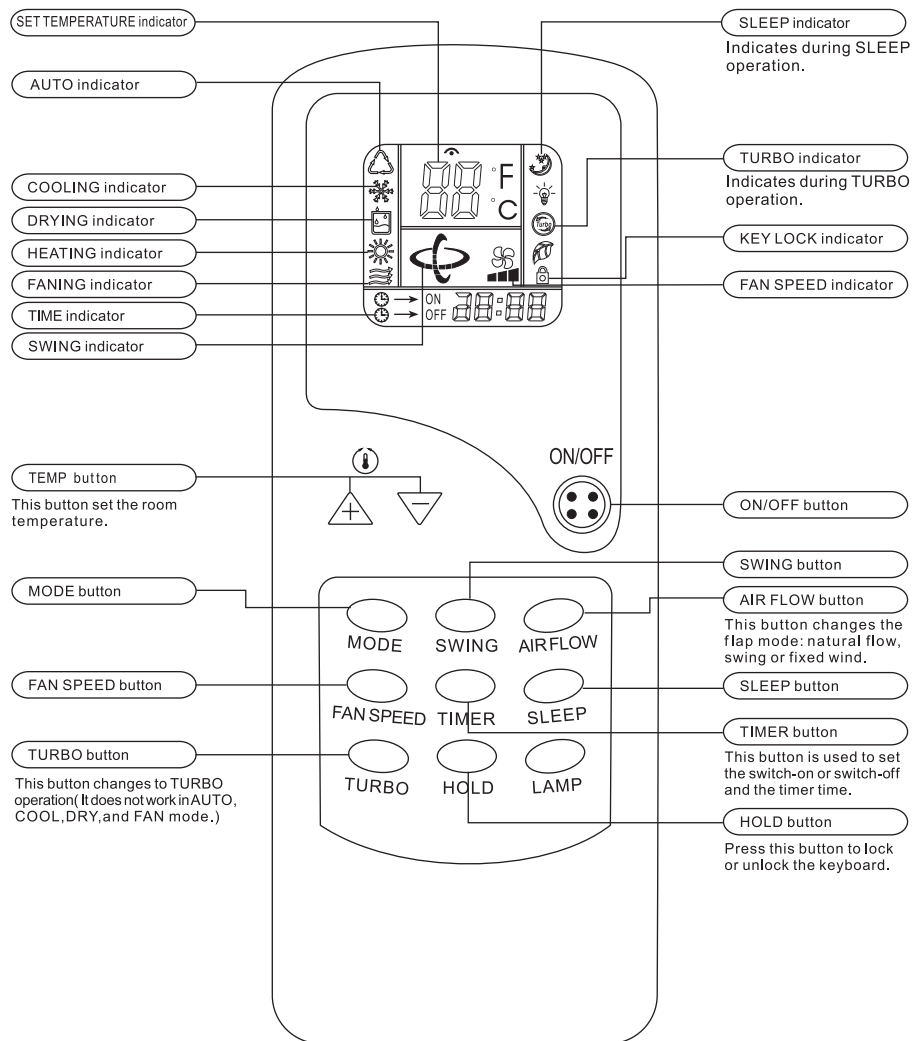 SET TEMPERATURE indicator
AUTO indicator
COOLING indicator
DRYING indicator
HEATING indicator
FANING indicator
TIME indicator
SWING indicator
TEMP button
This button set the room
temperature.
MODE button
FAN SPEED button
TURBO button
This button changes to TURBO
operation( It does not work in AUTO,
COOL,DRY,and FAN mode.)
88
°F
°C
Turbo
ON
OFF
38:88
ON/OFF
MODE
SWING
AIRFLOW
FAN SPEED
TIMER
SLEEP
TURBO
HOLD
LAMP
SLEEP indicator
Indicates during SLEEP
operation.
TURBO indicator
Indicates during TURBO
operation.
KEY LOCK indicator
FAN SPEED indicator
ON/OFF button
SWING button
AIR FLOW button
This button changes the
flap mode: natural flow,
swing or fixed wind.
SLEEP button
TIMER button
This button is used to set
the switch-on or switch-off
and the timer time.
HOLD button
Press this button to lock
or unlock the keyboard.